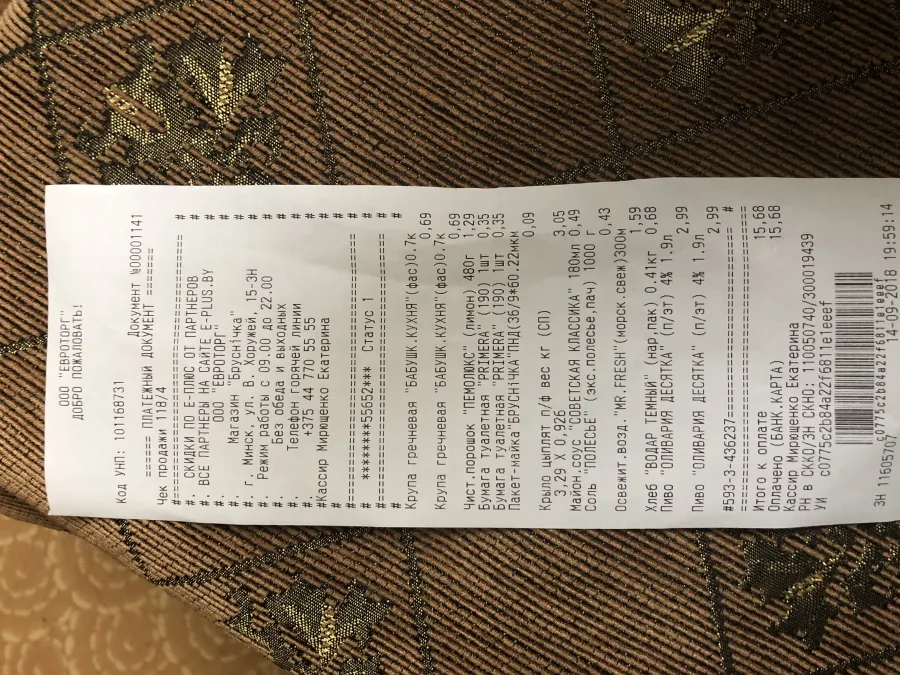 ООО "ЕВРОТОРГ"
ДОБРО ПОЖАЛОВАТЬ!
Код УНП: 101168731
Документ №00001141
===== ПЛАТЕЖНЫЙ ДОКУМЕНТ =====
Чек продажи 118/4
#==============================#
#. СКИДКИ ПО Е-ПЛЮС ОТ ПАРТНЕРОВ #
#. ВСЕ ПАРТНЕРЫ НА САЙТЕ E-PLUS.BY #
#. ООО "ЕВРОТОРГ" #
#. Магазин "Бруснiчка" #
#. г. Минск, ул. В. Хоружей, 15-3Н #
#. Режим работы с 09.00 до 22.00 #
#. Без обеда и выходных #
#. Телефон горячей линии #
#. +375 44 770 55 55 #
#Кассир Мирющенко Екатерина #
#==============================#
# ********55652*** Статус 1 #
#==============================#
# #
Крупа гречневая "БАБУШК.КУХНЯ"(фас)0.7к
0,69
Крупа гречневая "БАБУШК.КУХНЯ"(фас)0.7к
0,69
Чист.порошок "ПЕМОЛЮКС" (лимон) 480г 1,29
Бумага туалетная "PRIMERA" (190) 1шт 0,35
Бумага туалетная "PRIMERA" (190) 1шт 0,35
Пакет-майка"БРУСНiЧКА"ПНД(36/9*60.22мкм
0,09
Крыло цыплят п/ф вес кг (СП)
3,29 X 0,926 3,05
Майон.соус "СОВЕТСКАЯ КЛАССИКА" 180мл 0,49
Соль "ПОЛЕСЬЕ" (экс.полесье,пач) 1000 г
0,43
Освежит.возд. "MR.FRESH"(морск.свеж)300м
1,59
Хлеб "ВОДАР ТЕМНЫЙ" (нар,пак) 0.41кг 0,68
Пиво "ОЛИВАРИЯ ДЕСЯТКА" (п/эт) 4% 1.9л
2,99
Пиво "ОЛИВАРИЯ ДЕСЯТКА" (п/эт) 4% 1.9л
2,99
#593-3-436237==================#
Итого к оплате 15,68
Оплачено (БАНК.КАРТА) 15,68
Кассир Мирющенко Екатерина
РН в СККО/ЗН СКНО: 110050740/300019439
УИ c0775c2b84a22f6811e1eeef
c0775c2b84a22f6811e1eeef
ЗН 11605707 14-09-2018 19:59:14